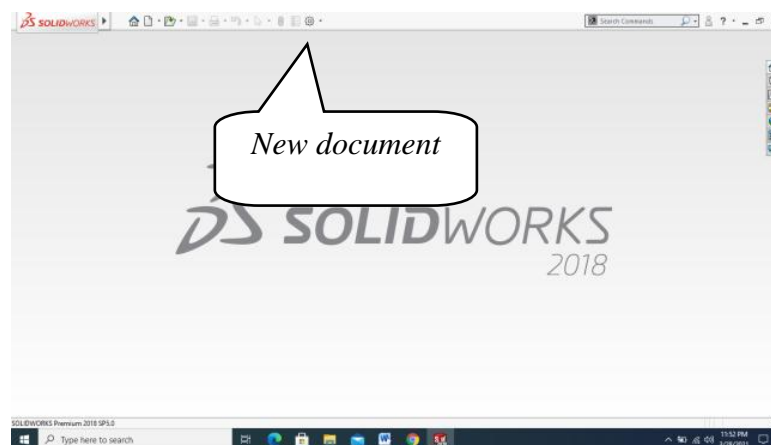 SOLIDWORKS
Search Commands
?
New document
SOLIDWORKS
2018
SOLIDWORKS Premium 2018 SP5.0
Type here to search
11:52 PM